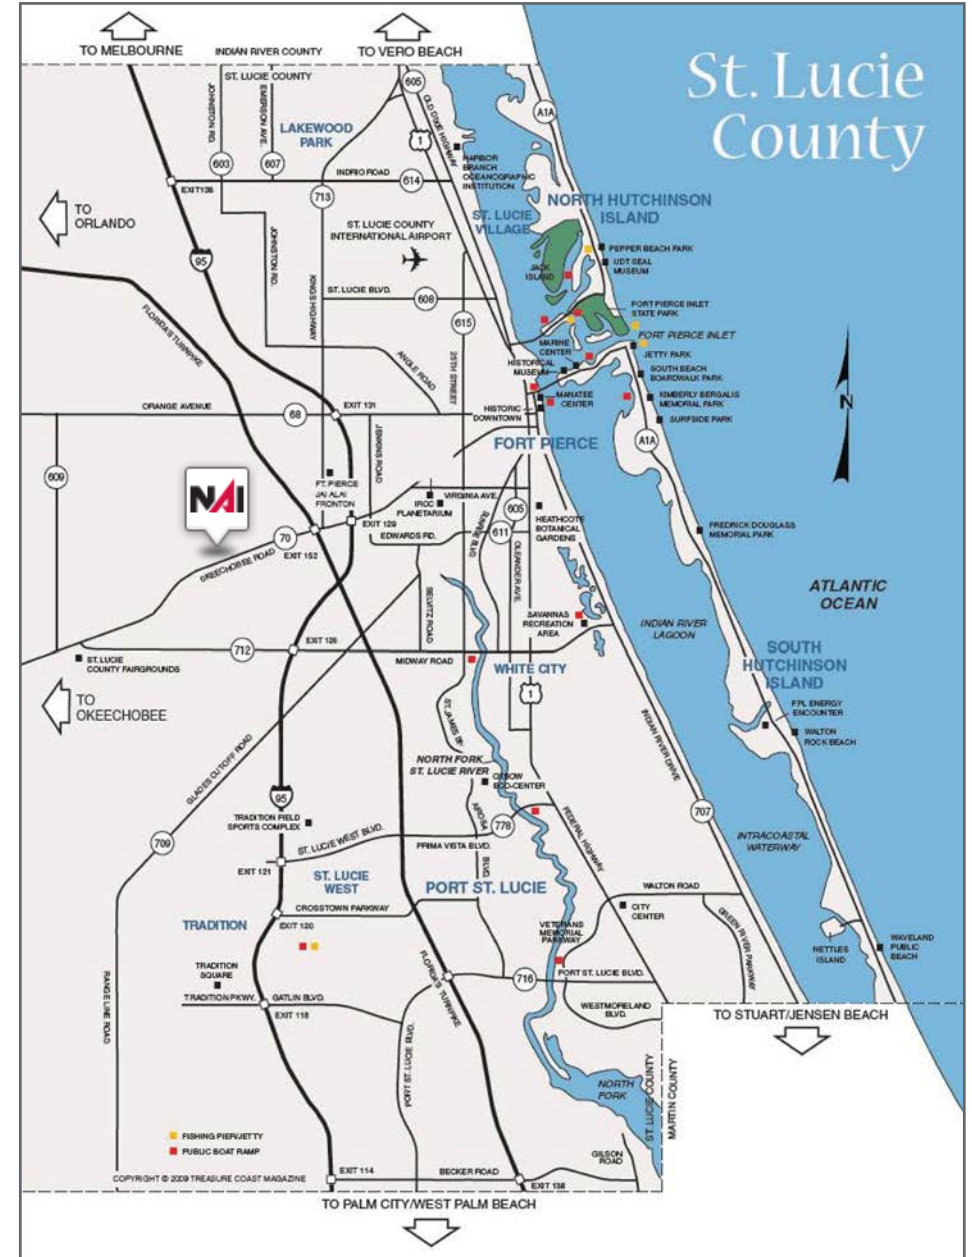 St. Lucie
County
TO MELBOURNE
INDIAN RIVER COUNTY
TO VERO BEACH
ST. LUCIE COUNTY
JOHNSTON RD.
EMERSON AVE.
605
OLD DIXIE HIGHWAY
A1A
1
LAKEWOOD
PARK
603
607
INDRIO ROAD
614
HARBOR
BRANCH
OCEANOGRAPHIC
INSTITUTION
713
TO
ORLANDO
NORTH HUTCHINSON
ISLAND
ST. LUCIE
VILLAGE
ST. LUCIE COUNTY
INTERNATIONAL AIRPORT
JOHNSTON RD.
KINGS HIGHWAY
95
PEPPER BEACH PARK
UDT SEAL
MUSEUM
JACK
ISLAND
ST. LUCIE BLVD.
608
615
FORT PIERCE INLET
STATE PARK
FORT PIERCE INLET
FLORIDA'S TURNPIKE
MARINE
CENTER
JETTY PARK
25TH STREET
ANGLE ROAD
HISTORICAL
MUSEUM
SOUTH BEACH
BOARDWALK PARK
MANATEE
CENTER
KIMBERLY BERGALIS
MEMORIAL PARK
N
ORANGE AVENUE
68
EXIT 131
HISTORIC
DOWNTOWN
SURFSIDE PARK
FORT PIERCE
A1A
JENKINS ROAD
609
NAI
FT. PIERCE
JAI ALAI
FRONTON
IRCC
PLANETARIUM
VIRGINIA AVE.
605
HEATHCOTE
BOTANICAL
GARDENS
SUNRISE BLVD
611
FREDRICK DOUGLASS
MEMORIAL PARK
EXIT 129
70
EXIT 152
EDWARDS RD.
OKEECHOBEE ROAD
OLEANDER AVE.
SELVITZ ROAD
ATLANTIC
OCEAN
SAVANNAS
RECREATION
AREA
INDIAN RIVER
LAGOON
EXIT 126
712
MIDWAY ROAD
ST. LUCIE
COUNTY FAIRGROUNDS
WHITE CITY
SOUTH
HUTCHINSON
ISLAND
TO
OKEECHOBEE
1
ST. JAMES DR.
INDIAN RIVER DRIVE
FPL ENERGY
ENCOUNTER
WALTON
ROCK BEACH
GLADES CUTOFF ROAD
NORTH FORK
ST. LUCIE RIVER
OXBOW
ECO-CENTER
95
AIROSA
BLVD
TRADITION FIELD
SPORTS COMPLEX
778
FEDERAL HIGHWAY
707
709
ST. LUCIE WEST BLVD.
PRIMA VISTA BLVD.
INTRACOASTAL
WATERWAY
EXIT 121
ST. LUCIE
WEST
PORT ST. LUCIE
WALTON ROAD
CROSSTOWN PARKWAY
EXIT 120
CITY
CENTER
GREEN RIVER PARKWAY
TRADITION
VETERANS
MEMORIAL
PARKWAY
NETTLES
ISLAND
WAVELAND
PUBLIC
BEACH
TRADITION
SQUARE
FLORIDA'S TURNPIKE
716
PORT ST. LUCIE BLVD.
RANGE LINE ROAD
TRADITION PKWY.
GATLIN BLVD.
EXIT 118
WESTMORELAND
BLVD.
TO STUART/JENSEN BEACH
PORT ST. LUCIE BLVD.
NORTH
FORK
ST. LUCIE COUNTY
MARTIN COUNTY
FISHING PIER/JETTY
PUBLIC BOAT RAMP
GILSON
ROAD
EXIT 114
BECKER ROAD
COPYRIGHT © 2009 TREASURE COAST MAGAZINE
EXIT 138
TO PALM CITY/WEST PALM BEACH